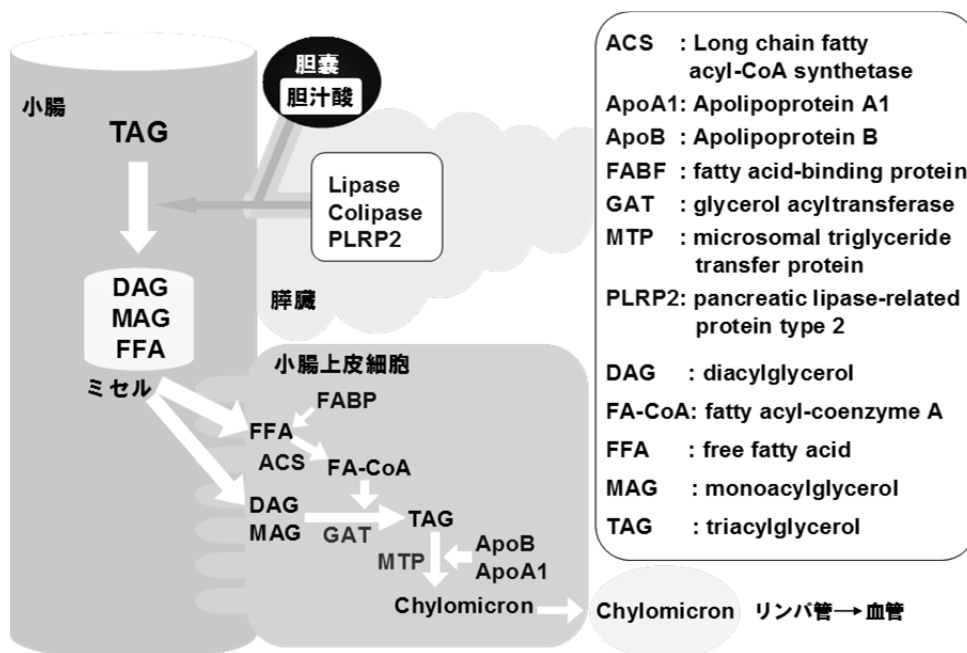 小腸
TAG
胆嚢
胆汁酸
Lipase
Colipase
PLRP2
DAG
MAG
FFA
ミセル
膵臓
小腸上皮細胞
FABP
FFA
ACS
FA-CoA
DAG
MAG
GAT
TAG
MTP
ApoB
ApoA1
Chylomicron
Chylomicron
リンパ管→血管
ACS : Long chain fatty
acyl-CoA synthetase
ApoA1: Apolipoprotein A1
ApoB : Apolipoprotein B
FABF : fatty acid-binding protein
GAT : glycerol acyltransferase
MTP : microsomal triglyceride
transfer protein
PLRP2: pancreatic lipase-related
protein type 2
DAG : diacylglycerol
FA-CoA: fatty acyl-coenzyme A
FFA : free fatty acid
MAG : monoacylglycerol
TAG : triacylglycerol